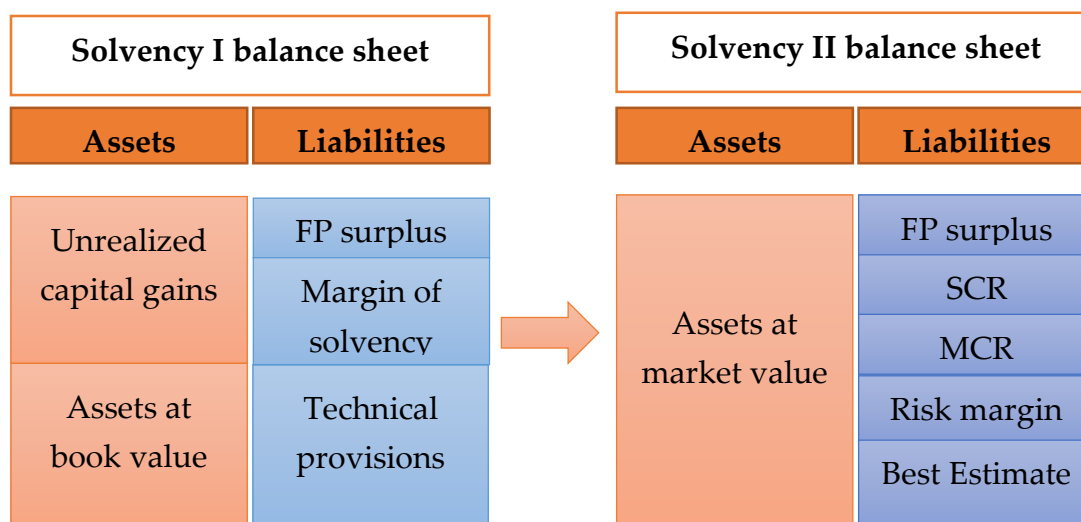 Solvency I balance sheet
Solvency II balance sheet
Assets
Liabilities
Assets
Liabilities
Unrealized
capital gains
Assets at
book value
FP surplus
Margin of
solvency
Technical
provisions
Assets at
market value
FP surplus
SCR
MCR
Risk margin
Best Estimate